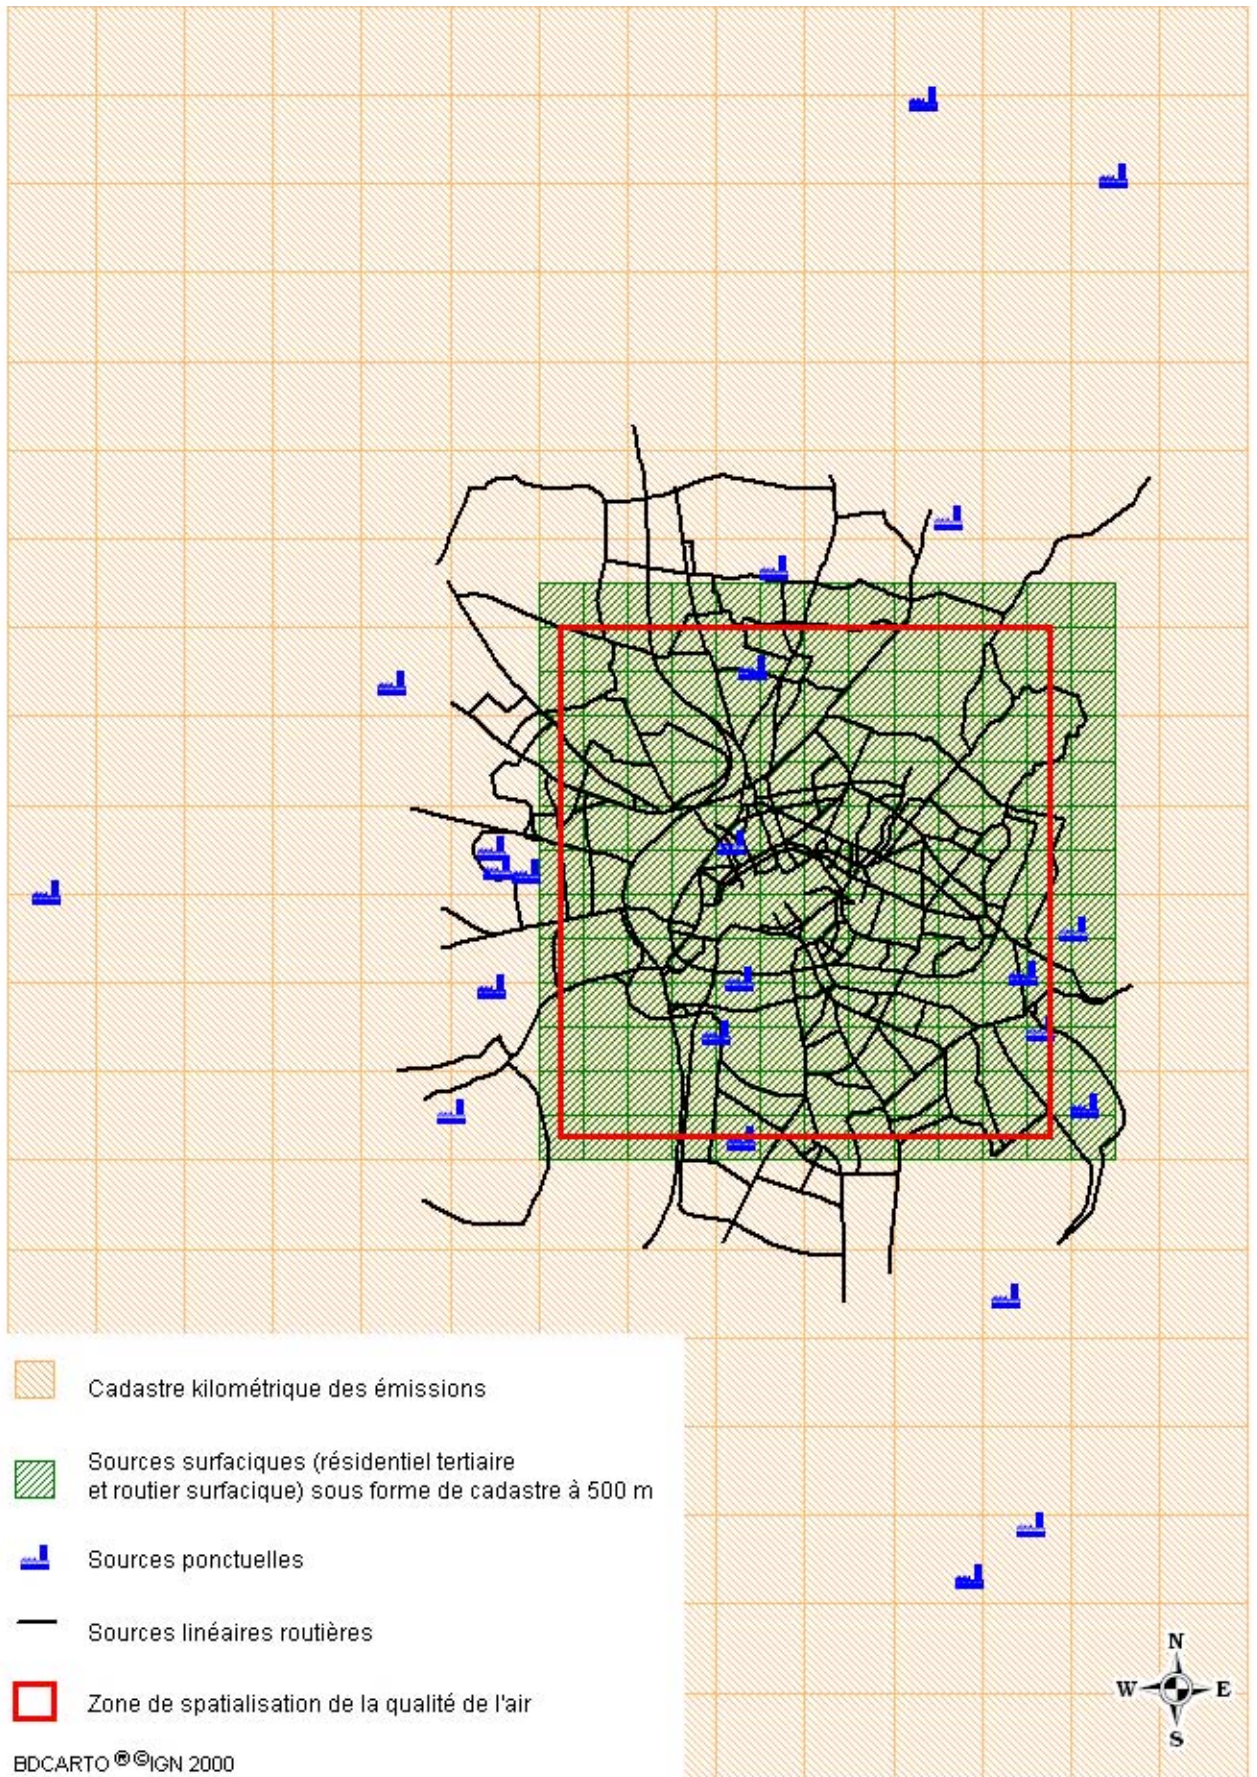 Cadastre kilométrique des émissions
Sources surfaciques (résidentiel tertiaire
et routier surfacique) sous forme de cadastre à 500 m
Sources ponctuelles
Sources linéaires routières
Zone de spatialisation de la qualité de l'air
BDCARTO ® © IGN 2000
N
W E
S